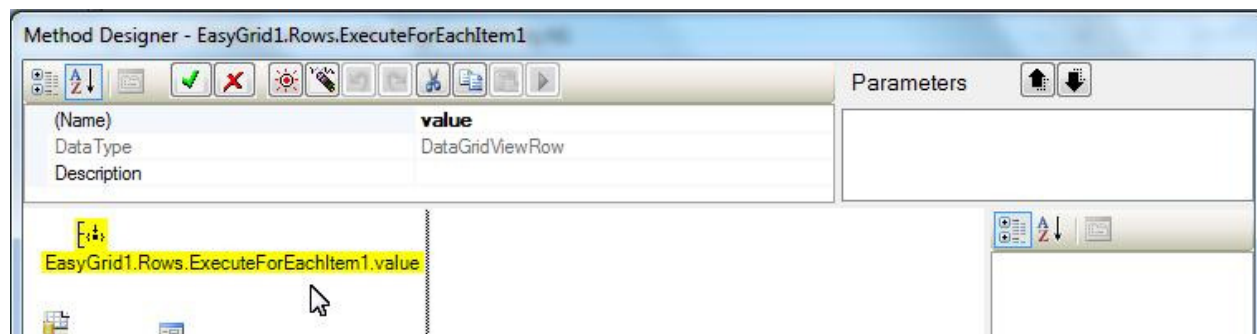 Method Designer - EasyGrid1.Rows.ExecuteForEachItem1
Parameters
(Name) value
DataType DataGridViewRow
Description
EasyGrid1.Rows.ExecuteForEachItem1.value